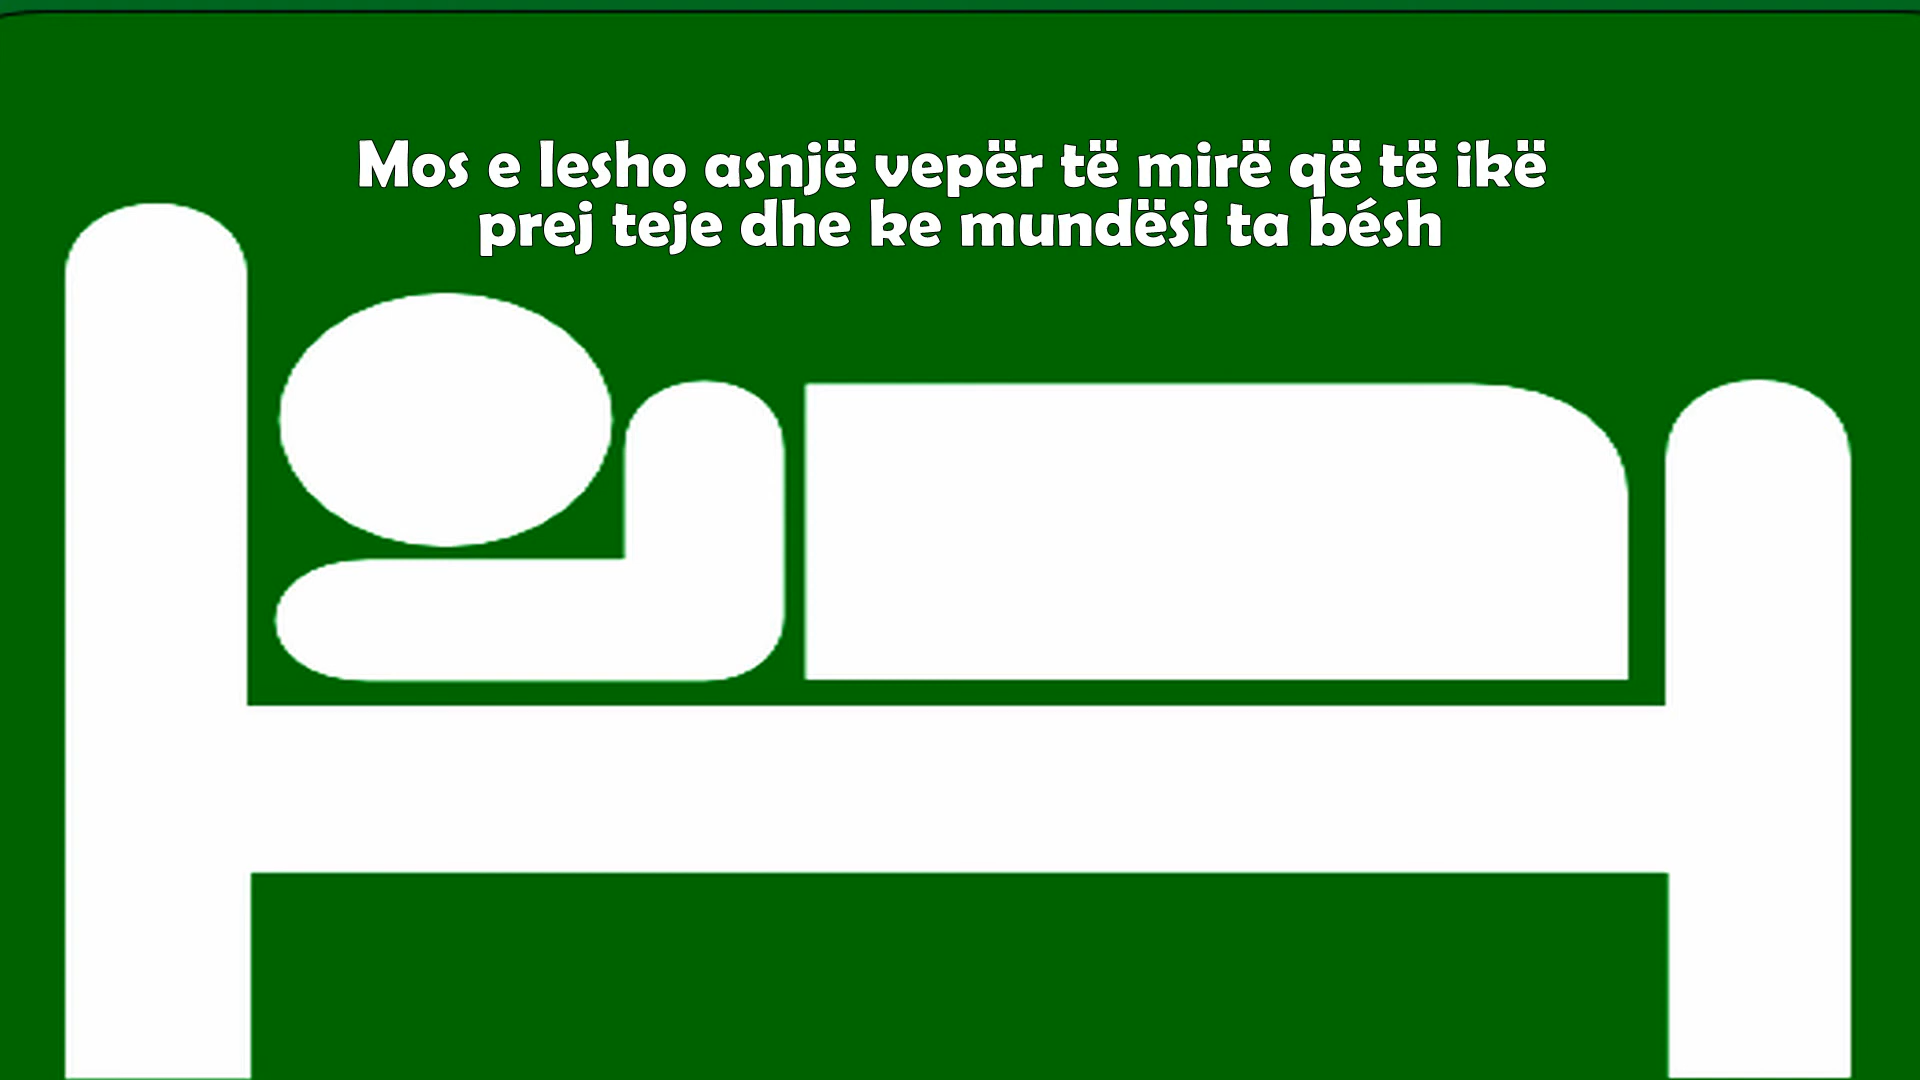 Mos e lesho asnjë vepër të mirë që të ikë
prej teje dhe ke mundësi ta bésh